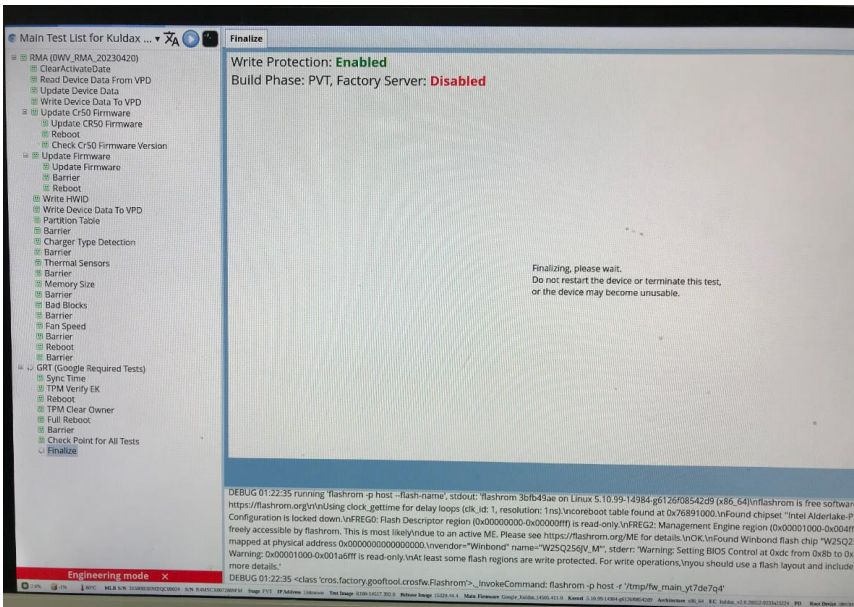 Main Test List for Kuldax ... ▾
RMA (0WV_RMA_20230420)
ClearActivateDate
Read Device Data From VPD
Update Device Data
Write Device Data To VPD
Update Cr50 Firmware
Update CR50 Firmware
Reboot
Check Cr50 Firmware Version
Update Firmware
Update Firmware
Barrier
Reboot
Write HWID
Write Device Data To VPD
Partition Table
Barrier
Charger Type Detection
Barrier
Thermal Sensors
Barrier
Memory Size
Barrier
Bad Blocks
Barrier
Fan Speed
Barrier
Reboot
Barrier
GRT (Google Required Tests)
Sync Time
TPM Verify EK
Reboot
TPM Clear Owner
Full Reboot
Barrier
Check Point for All Tests
Finalize
Engineering mode X
Finalize
Write Protection: Enabled
Build Phase: PVT, Factory Server: Disabled
Finalizing, please wait.
Do not restart the device or terminate this test,
or the device may become unusable.
DEBUG 01:22:35 running 'flashrom -p host --flash-name', stdout: 'flashrom 3bfb49ae on Linux 5.10.99-14984-g6126f08542d9 (x86_64)\nflashrom is free softwar
https://flashrom.org\n\nUsing clock_gettime for delay loops (clk_id: 1, resolution: 1ns).\ncoreboot table found at 0x76891000.\nFound chipset "Intel Alderlake-P
Configuration is locked down.\nFREG0: Flash Descriptor region (0x00000000-0x00000fff) is read-only.\nFREG2: Management Engine region (0x00001000-0x004ff
freely accessible by flashrom. This is most likely\ndue to an active ME. Please see https://flashrom.org/ME for details.\nOK.\nFound Winbond flash chip "W25Q2
mapped at physical address 0x0000000000000000.\nvendor="Winbond" name="W25Q256JV_M"', stderr: 'Warning: Setting BIOS Control at 0xdc from 0x8b to 0x
Warning: 0x00001000-0x001a6fff is read-only.\nAt least some flash regions are write protected. For write operations,\nyou should use a flash layout and include
more details.'
DEBUG 01:22:35 <class 'cros.factory.gooftool.crosfw.Flashrom'>._InvokeCommand: flashrom -p host -r '/tmp/fw_main_yt7de7q4'